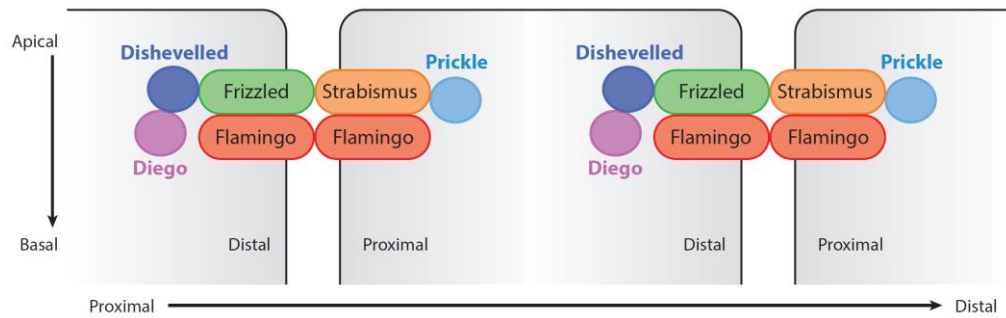 Apical
Dishevelled
Prickle
Dishevelled
Prickle
Frizzled
Strabismus
Frizzled
Strabismus
Flamingo
Flamingo
Flamingo
Flamingo
Diego
Diego
Basal
Distal
Proximal
Distal
Proximal
Proximal
Distal